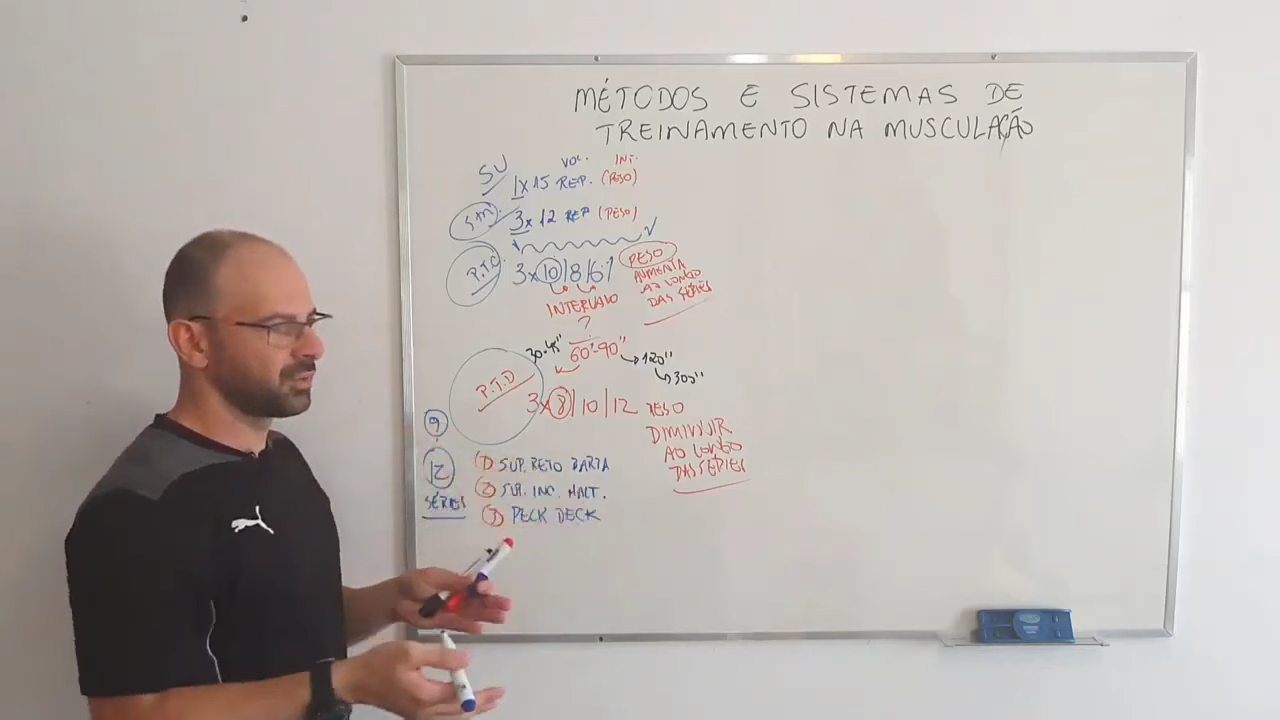 MÉTODOS E SISTEMAS DE
TREINAMENTO NA MUSCULAÇÃO
SU
VOL. INT.
1x15 REP. (PESO)
3x 12 REP (PESO)
P.T.C.
3x10/8/6
PESO
AUMENTA
AO LONGO
DAS SÉRIES
INTERVALO
?
30-45"
60"-90"
120"
300"
P.T.D
3x8/10/12
PESO
DIMINUIR
AO LONGO
DAS SÉRIES
9
12
SÉRIES
1 SUP. RETO BARRA
2 SUP. INC. HALT.
3 PECK DECK